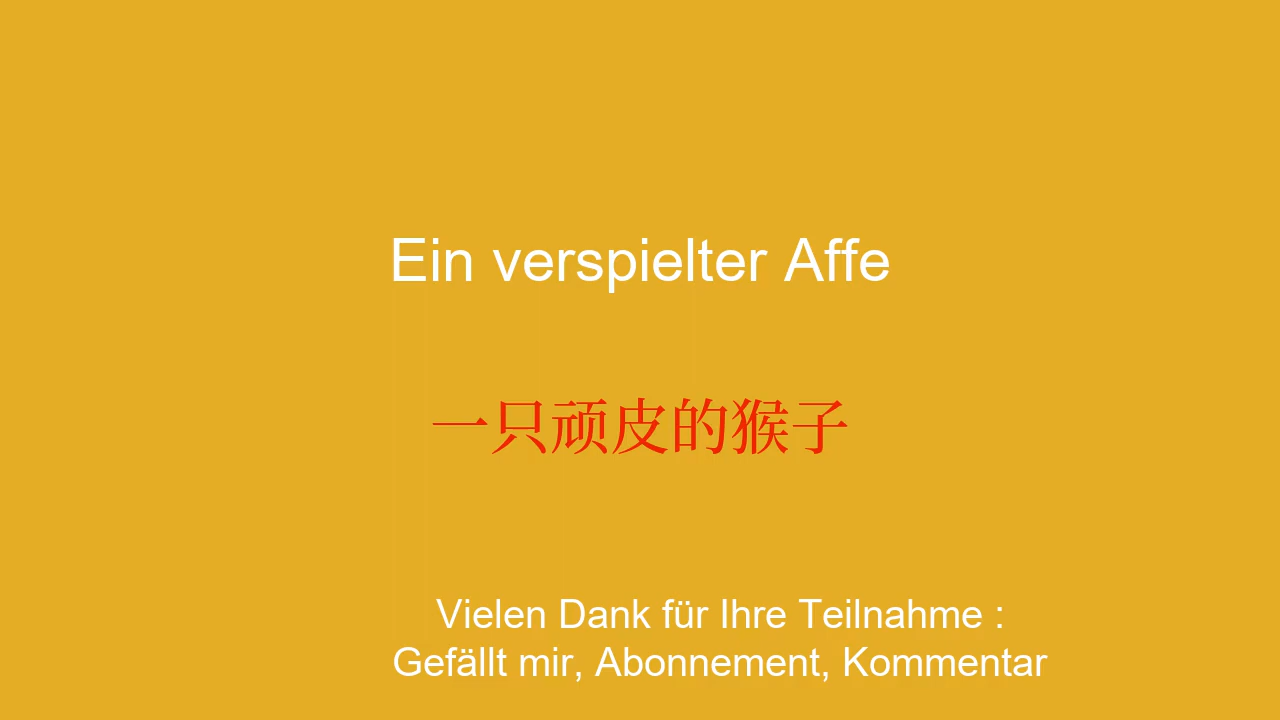 Ein verspielter Affe
一只顽皮的猴子
Vielen Dank für Ihre Teilnahme :
Gefällt mir, Abonnement, Kommentar